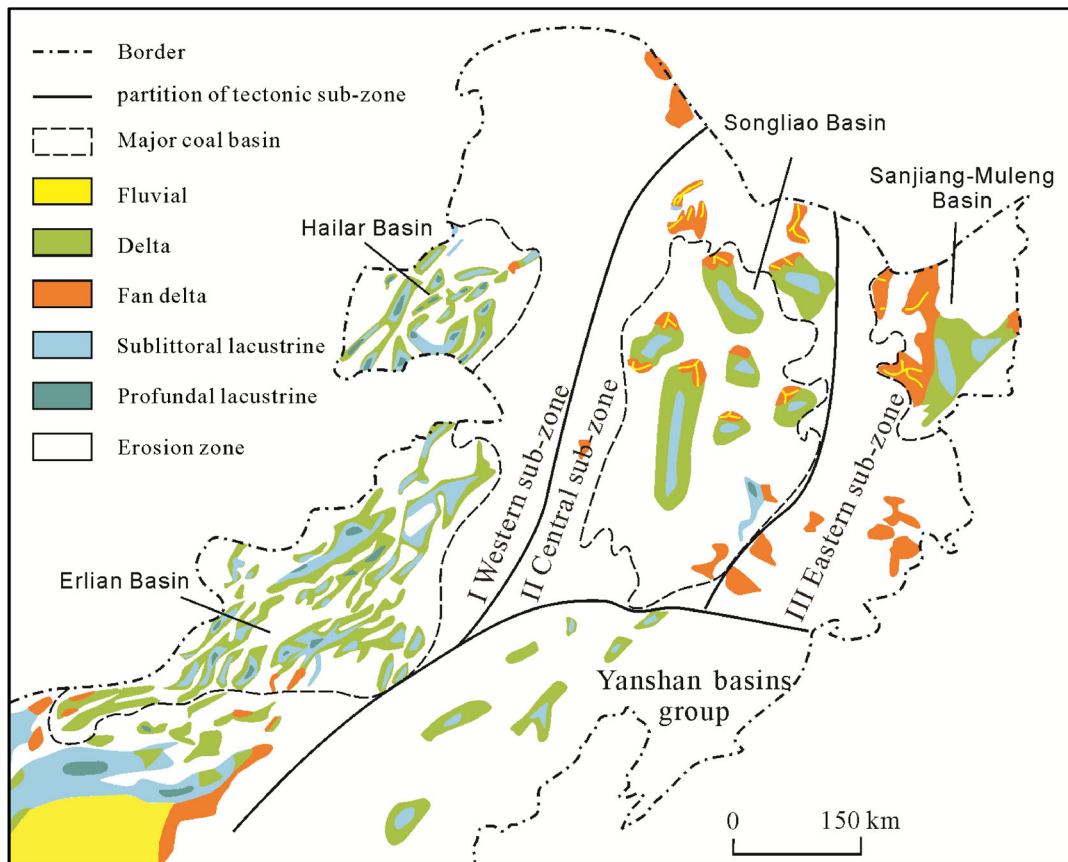 Border
partition of tectonic sub-zone
Major coal basin
Fluvial
Delta
Fan delta
Sublittoral lacustrine
Profundal lacustrine
Erosion zone
Songliao Basin
Sanjiang-Muleng
Basin
Hailar Basin
Erlian Basin
I Western sub-zone
II Central sub-zone
III Eastern sub-zone
Yanshan basins
group
0 150 km